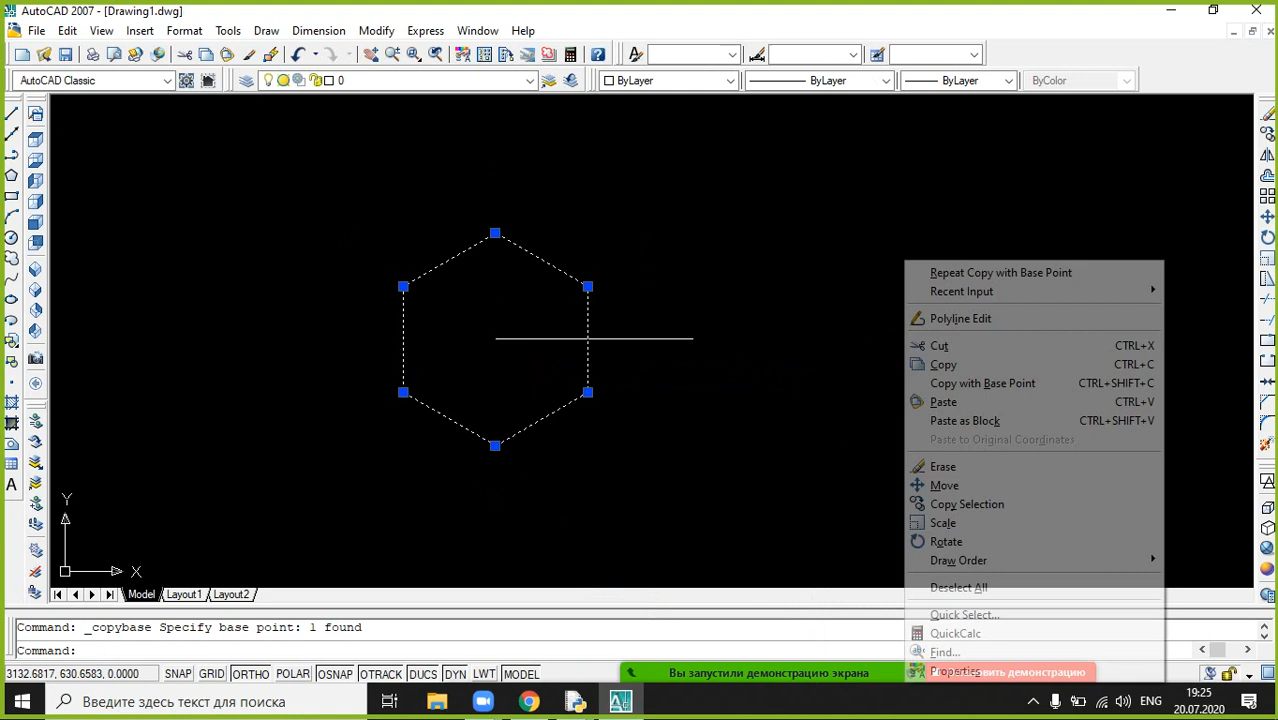 AutoCAD 2007 - [Drawing1.dwg]
File Edit View Insert Format Tools Draw Dimension Modify Express Window Help
AutoCAD Classic 0 ByLayer ByLayer ByLayer ByColor
Repeat Copy with Base Point
Recent Input
Polyline Edit
Cut CTRL+X
Copy CTRL+C
Copy with Base Point CTRL+SHIFT+C
Paste CTRL+V
Paste as Block CTRL+SHIFT+V
Paste to Original Coordinates
Erase
Move
Copy Selection
Scale
Rotate
Draw Order
Deselect All
Quick Select...
QuickCalc
Find...
Properties
Y
X
A
Model Layout1 Layout2
Command: _copybase Specify base point: 1 found
Command:
3132.6817, 630.6583, 0.0000 SNAP GRID ORTHO POLAR OSNAP OTRACK DUCS DYN LWT MODEL
Вы запустили демонстрацию экрана
демонстрацию
Введите здесь текст для поиска
ENG
19:25
20.07.2020